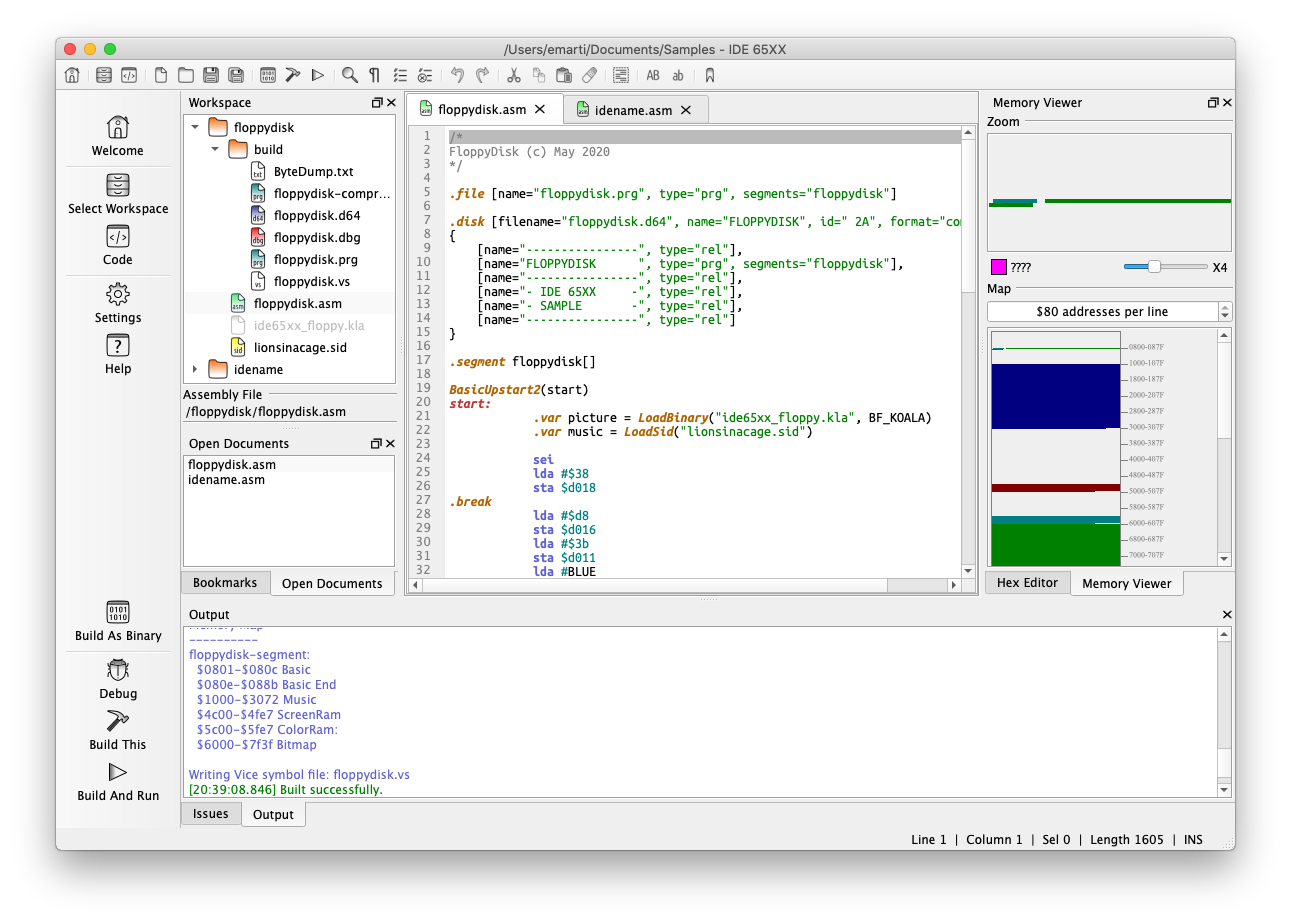 /Users/emarti/Documents/Samples - IDE 65XX
AB ab
Welcome
Select Workspace
Code
Settings
Help
Build As Binary
Debug
Build This
Build And Run
Workspace
floppydisk
build
ByteDump.txt
floppydisk-compr...
floppydisk.d64
floppydisk.dbg
floppydisk.prg
floppydisk.vs
floppydisk.asm
ide65xx_floppy.kla
lionsinacage.sid
idename
Assembly File
/floppydisk/floppydisk.asm
Open Documents
floppydisk.asm
idename.asm
Bookmarks Open Documents
floppydisk.asm idename.asm
1 /*
2 FloppyDisk (c) May 2020
3 */
4
5 .file [name="floppydisk.prg", type="prg", segments="floppydisk"]
6
7 .disk [filename="floppydisk.d64", name="FLOPPYDISK", id=" 2A", format="co
8 {
9 [name="----------------", type="rel"],
10 [name="FLOPPYDISK      ", type="prg", segments="floppydisk"],
11 [name="----------------", type="rel"],
12 [name="- IDE 65XX     -", type="rel"],
13 [name="- SAMPLE       -", type="rel"],
14 [name="----------------", type="rel"]
15 }
16
17 .segment floppydisk[]
18
19 BasicUpstart2(start)
20 start:
21 .var picture = LoadBinary("ide65xx_floppy.kla", BF_KOALA)
22 .var music = LoadSid("lionsinacage.sid")
23
24 sei
25 lda #$38
26 sta $d018
27 .break
28 lda #$d8
29 sta $d016
30 lda #$3b
31 sta $d011
32 lda #BLUE
Memory Viewer
Zoom
???? X4
Map
$80 addresses per line
0800-087F
1000-107F
1800-187F
2000-207F
2800-287F
3000-307F
3800-387F
4000-407F
4800-487F
5000-507F
5800-587F
6000-607F
6800-687F
7000-707F
Hex Editor Memory Viewer
Output
Memory Map
----------
floppydisk-segment:
$0801-$080c Basic
$080e-$088b Basic End
$1000-$3072 Music
$4c00-$4fe7 ScreenRam
$5c00-$5fe7 ColorRam:
$6000-$7f3f Bitmap
Writing Vice symbol file: floppydisk.vs
[20:39:08.846] Built successfully.
Issues Output
Line 1 | Column 1 | Sel 0 | Length 1605 | INS